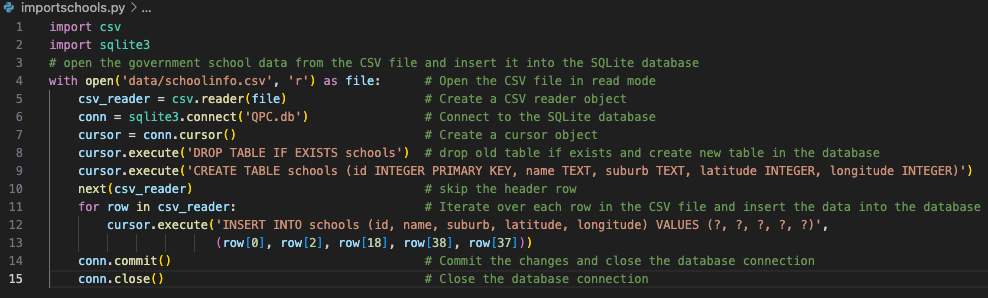 importschools.py > ...
1 import csv
2 import sqlite3
3 # open the government school data from the CSV file and insert it into the SQLite database
4 with open('data/schoolinfo.csv', 'r') as file:      # Open the CSV file in read mode
5     csv_reader = csv.reader(file)                   # Create a CSV reader object
6     conn = sqlite3.connect('QPC.db')                # Connect to the SQLite database
7     cursor = conn.cursor()                          # Create a cursor object
8     cursor.execute('DROP TABLE IF EXISTS schools')  # drop old table if exists and create new table in the database
9     cursor.execute('CREATE TABLE schools (id INTEGER PRIMARY KEY, name TEXT, suburb TEXT, latitude INTEGER, longitude INTEGER)')
10     next(csv_reader)                                # skip the header row
11     for row in csv_reader:                          # Iterate over each row in the CSV file and insert the data into the database
12         cursor.execute('INSERT INTO schools (id, name, suburb, latitude, longitude) VALUES (?, ?, ?, ?, ?)',
13                        (row[0], row[2], row[18], row[38], row[37]))
14     conn.commit()                                   # Commit the changes and close the database connection
15     conn.close()                                    # Close the database connection